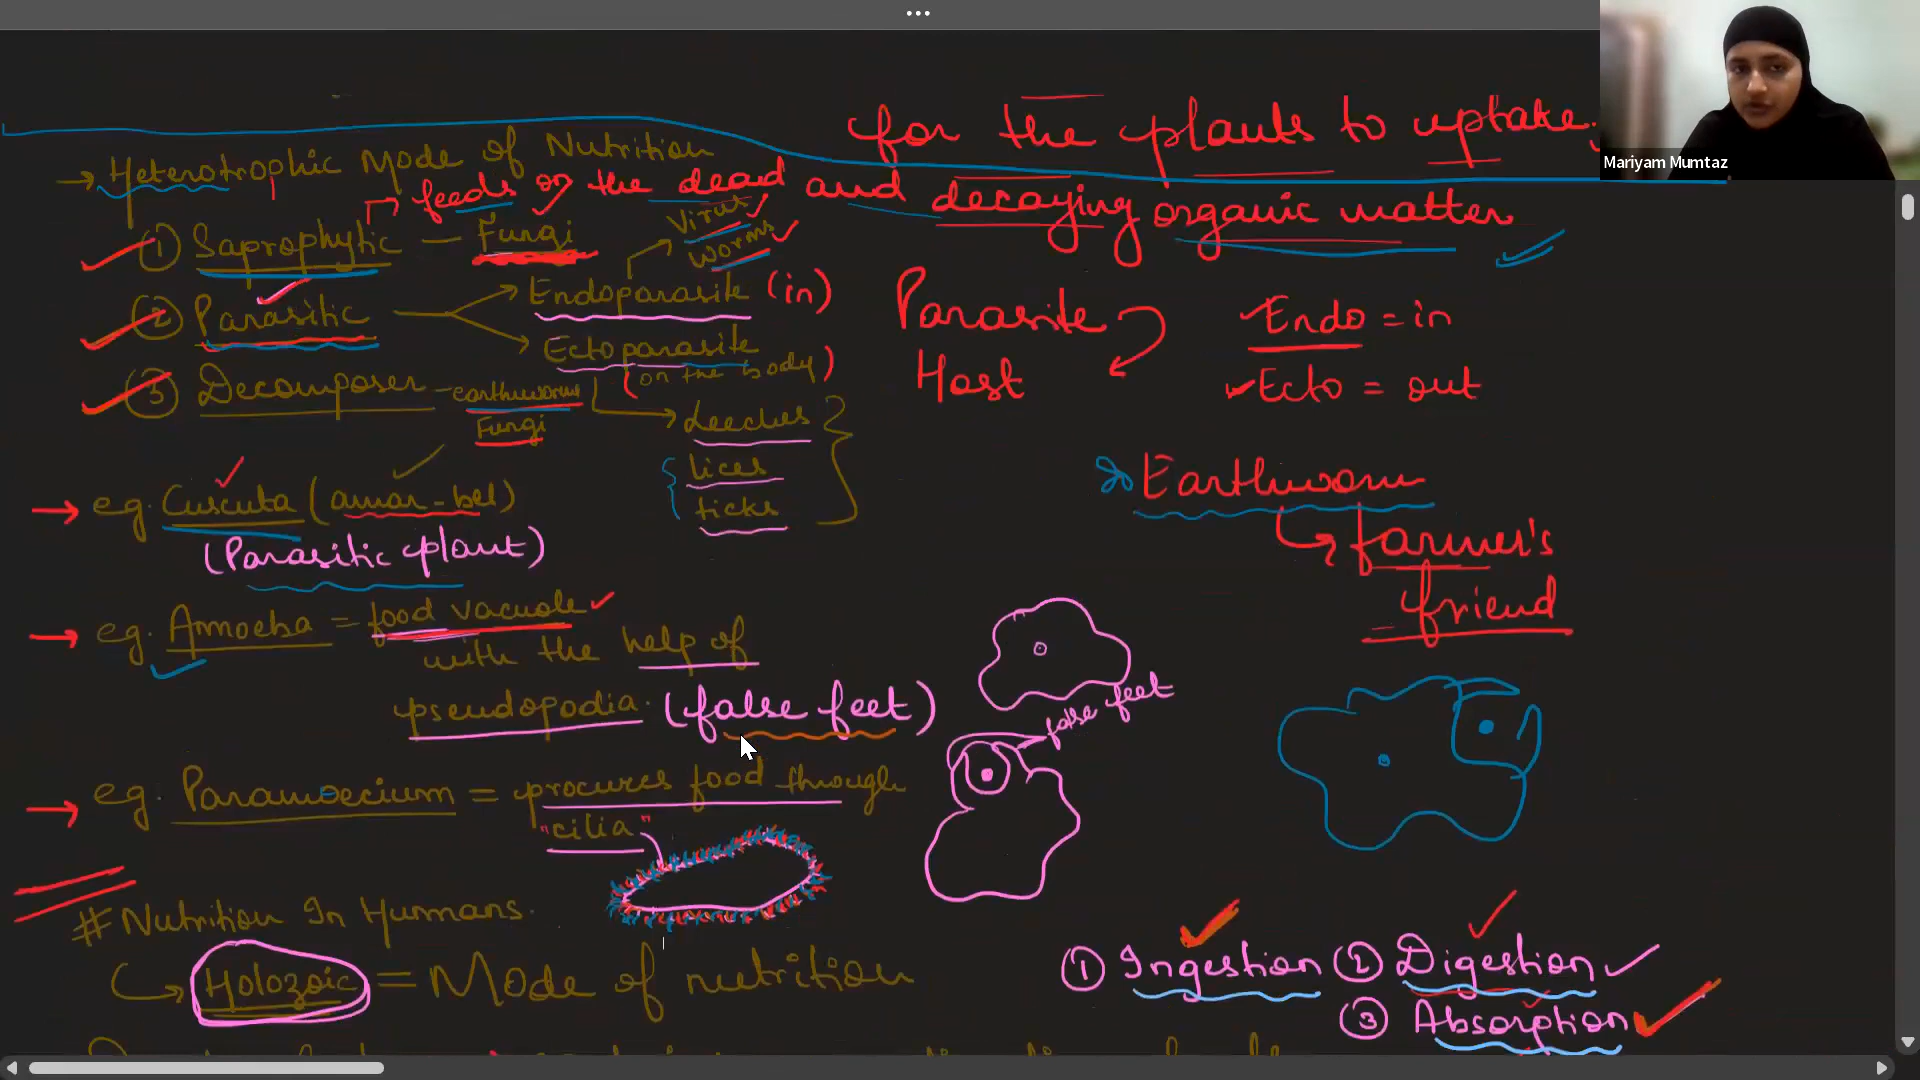 for the plants to uptake.
Mariyam Mumtaz
→ Heterotrophic Mode of Nutrition
feeds on the dead and decaying organic matter
① Saprophytic — Fungi
Virus
worms
② Parasitic
Endoparasite (in)
Ectoparasite
(on the body)
③ Decomposer - earthworms
Fungi
Leeches
lices
ticks
Parasite
Host
Endo = in
Ecto = out
Earthworm
farmer's
friend
→ eg. Cuscuta (amar-bel)
(Parasitic plant)
→ eg. Amoeba = food vacuole
with the help of
pseudopodia. (false feet)
false feet
→ eg. Paramoecium = procures food through
"cilia"
# Nutrition In Humans.
Holozoic = Mode of nutrition
① Ingestion ② Digestion
③ Absorption